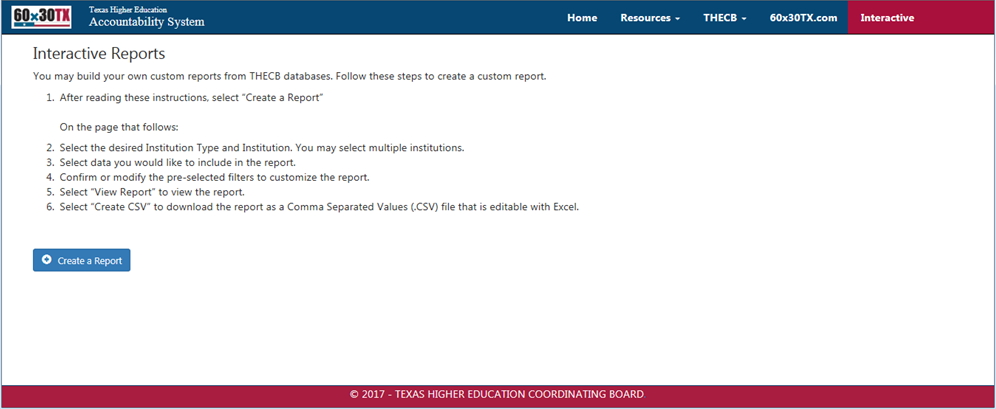 60x30TX
Texas Higher Education
Accountability System
Home
Resources
THECB
60x30TX.com
Interactive
Interactive Reports
You may build your own custom reports from THECB databases. Follow these steps to create a custom report.
1. After reading these instructions, select "Create a Report"
On the page that follows:
2. Select the desired Institution Type and Institution. You may select multiple institutions.
3. Select data you would like to include in the report.
4. Confirm or modify the pre-selected filters to customize the report.
5. Select "View Report" to view the report.
6. Select "Create CSV" to download the report as a Comma Separated Values (.CSV) file that is editable with Excel.
Create a Report
© 2017 - TEXAS HIGHER EDUCATION COORDINATING BOARD